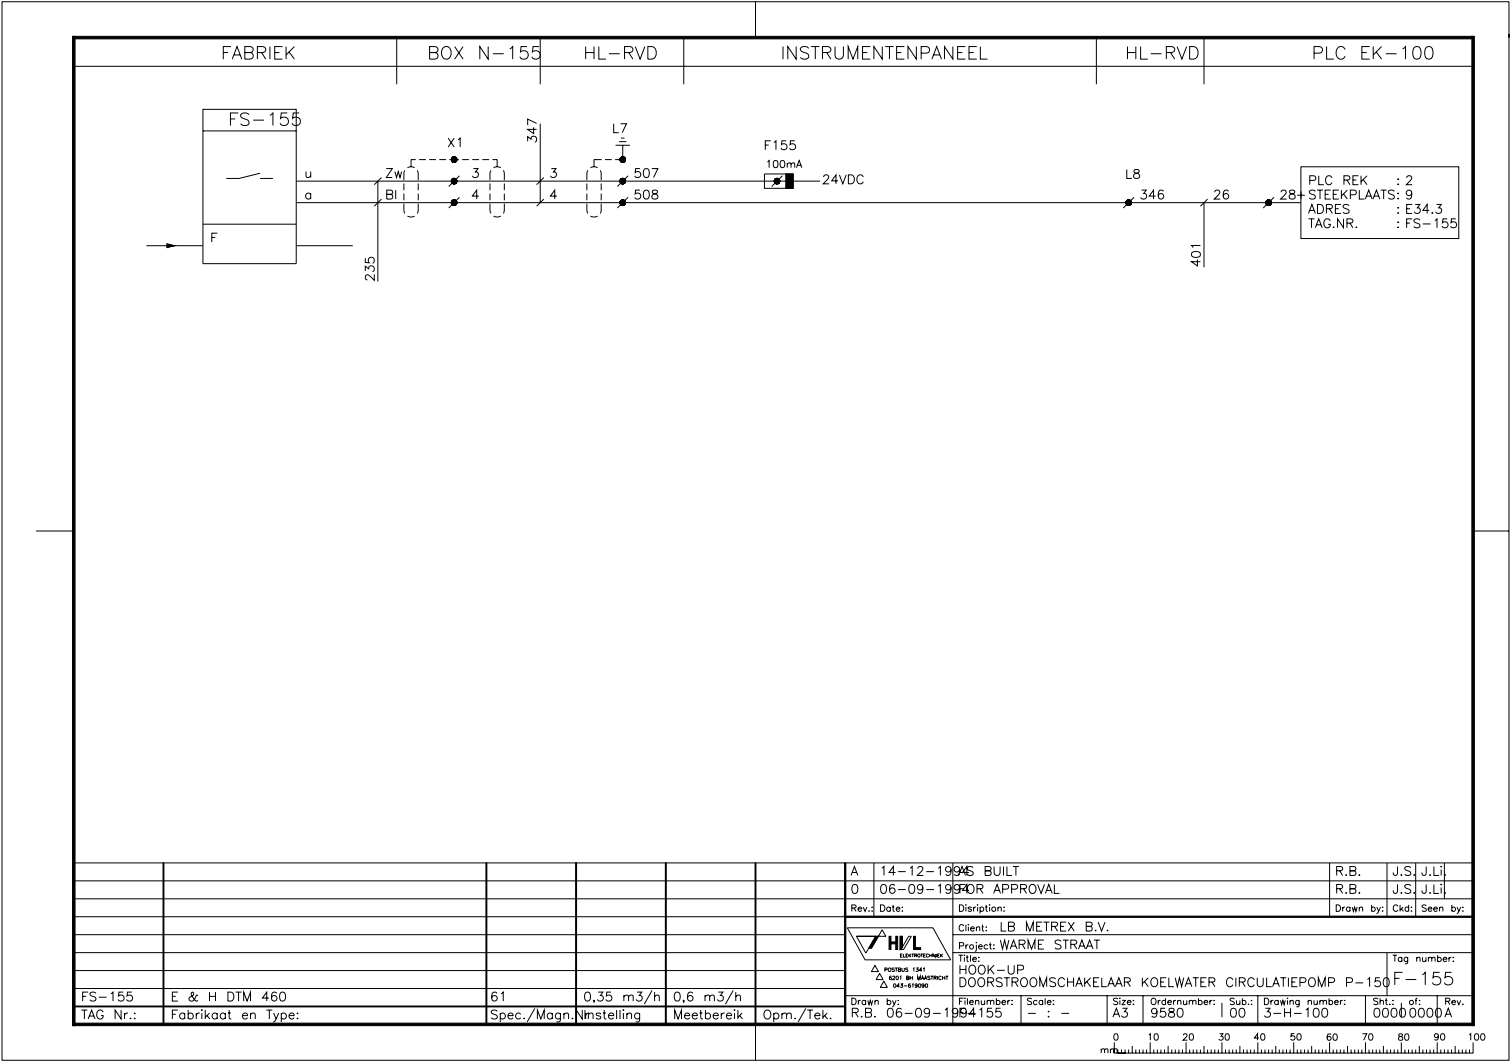 FABRIEK BOX N-155 HL-RVD INSTRUMENTENPANEEL HL-RVD PLC EK-100
FS-155
u
a
F
Zw
Bl
235
X1
3
4
347
3
4
L7
507
508
F155
100mA
24VDC
L8
346
26
401
28+
PLC REK : 2
STEEKPLAATS: 9
ADRES : E34.3
TAG.NR. : FS-155
A 14-12-1994 AS BUILT R.B. J.S. J.Li.
0 06-09-1994 FOR APPROVAL R.B. J.S. J.Li.
Rev.: Date: Disription: Drawn by: Ckd: Seen by:
HVL
ELEKTROTECHNIEK
POSTBUS 1341
6201 BH MAASTRICHT
043-619090
Client: LB METREX B.V.
Project: WARME STRAAT
Title:
HOOK-UP
DOORSTROOMSCHAKELAAR KOELWATER CIRCULATIEPOMP P-150
Tag number:
F-155
FS-155 E & H DTM 460 61 0,35 m3/h 0,6 m3/h
TAG Nr.: Fabrikaat en Type: Spec./Magn.Nr. Instelling Meetbereik Opm./Tek.
Drawn by: Filenumber: Scale: Size: Ordernumber: Sub.: Drawing number: Sht.: of: Rev.
R.B. 06-09-1994 F-155 - : - A3 9580 00 3-H-100 0000 0000 A
0 10 20 30 40 50 60 70 80 90 100
mm